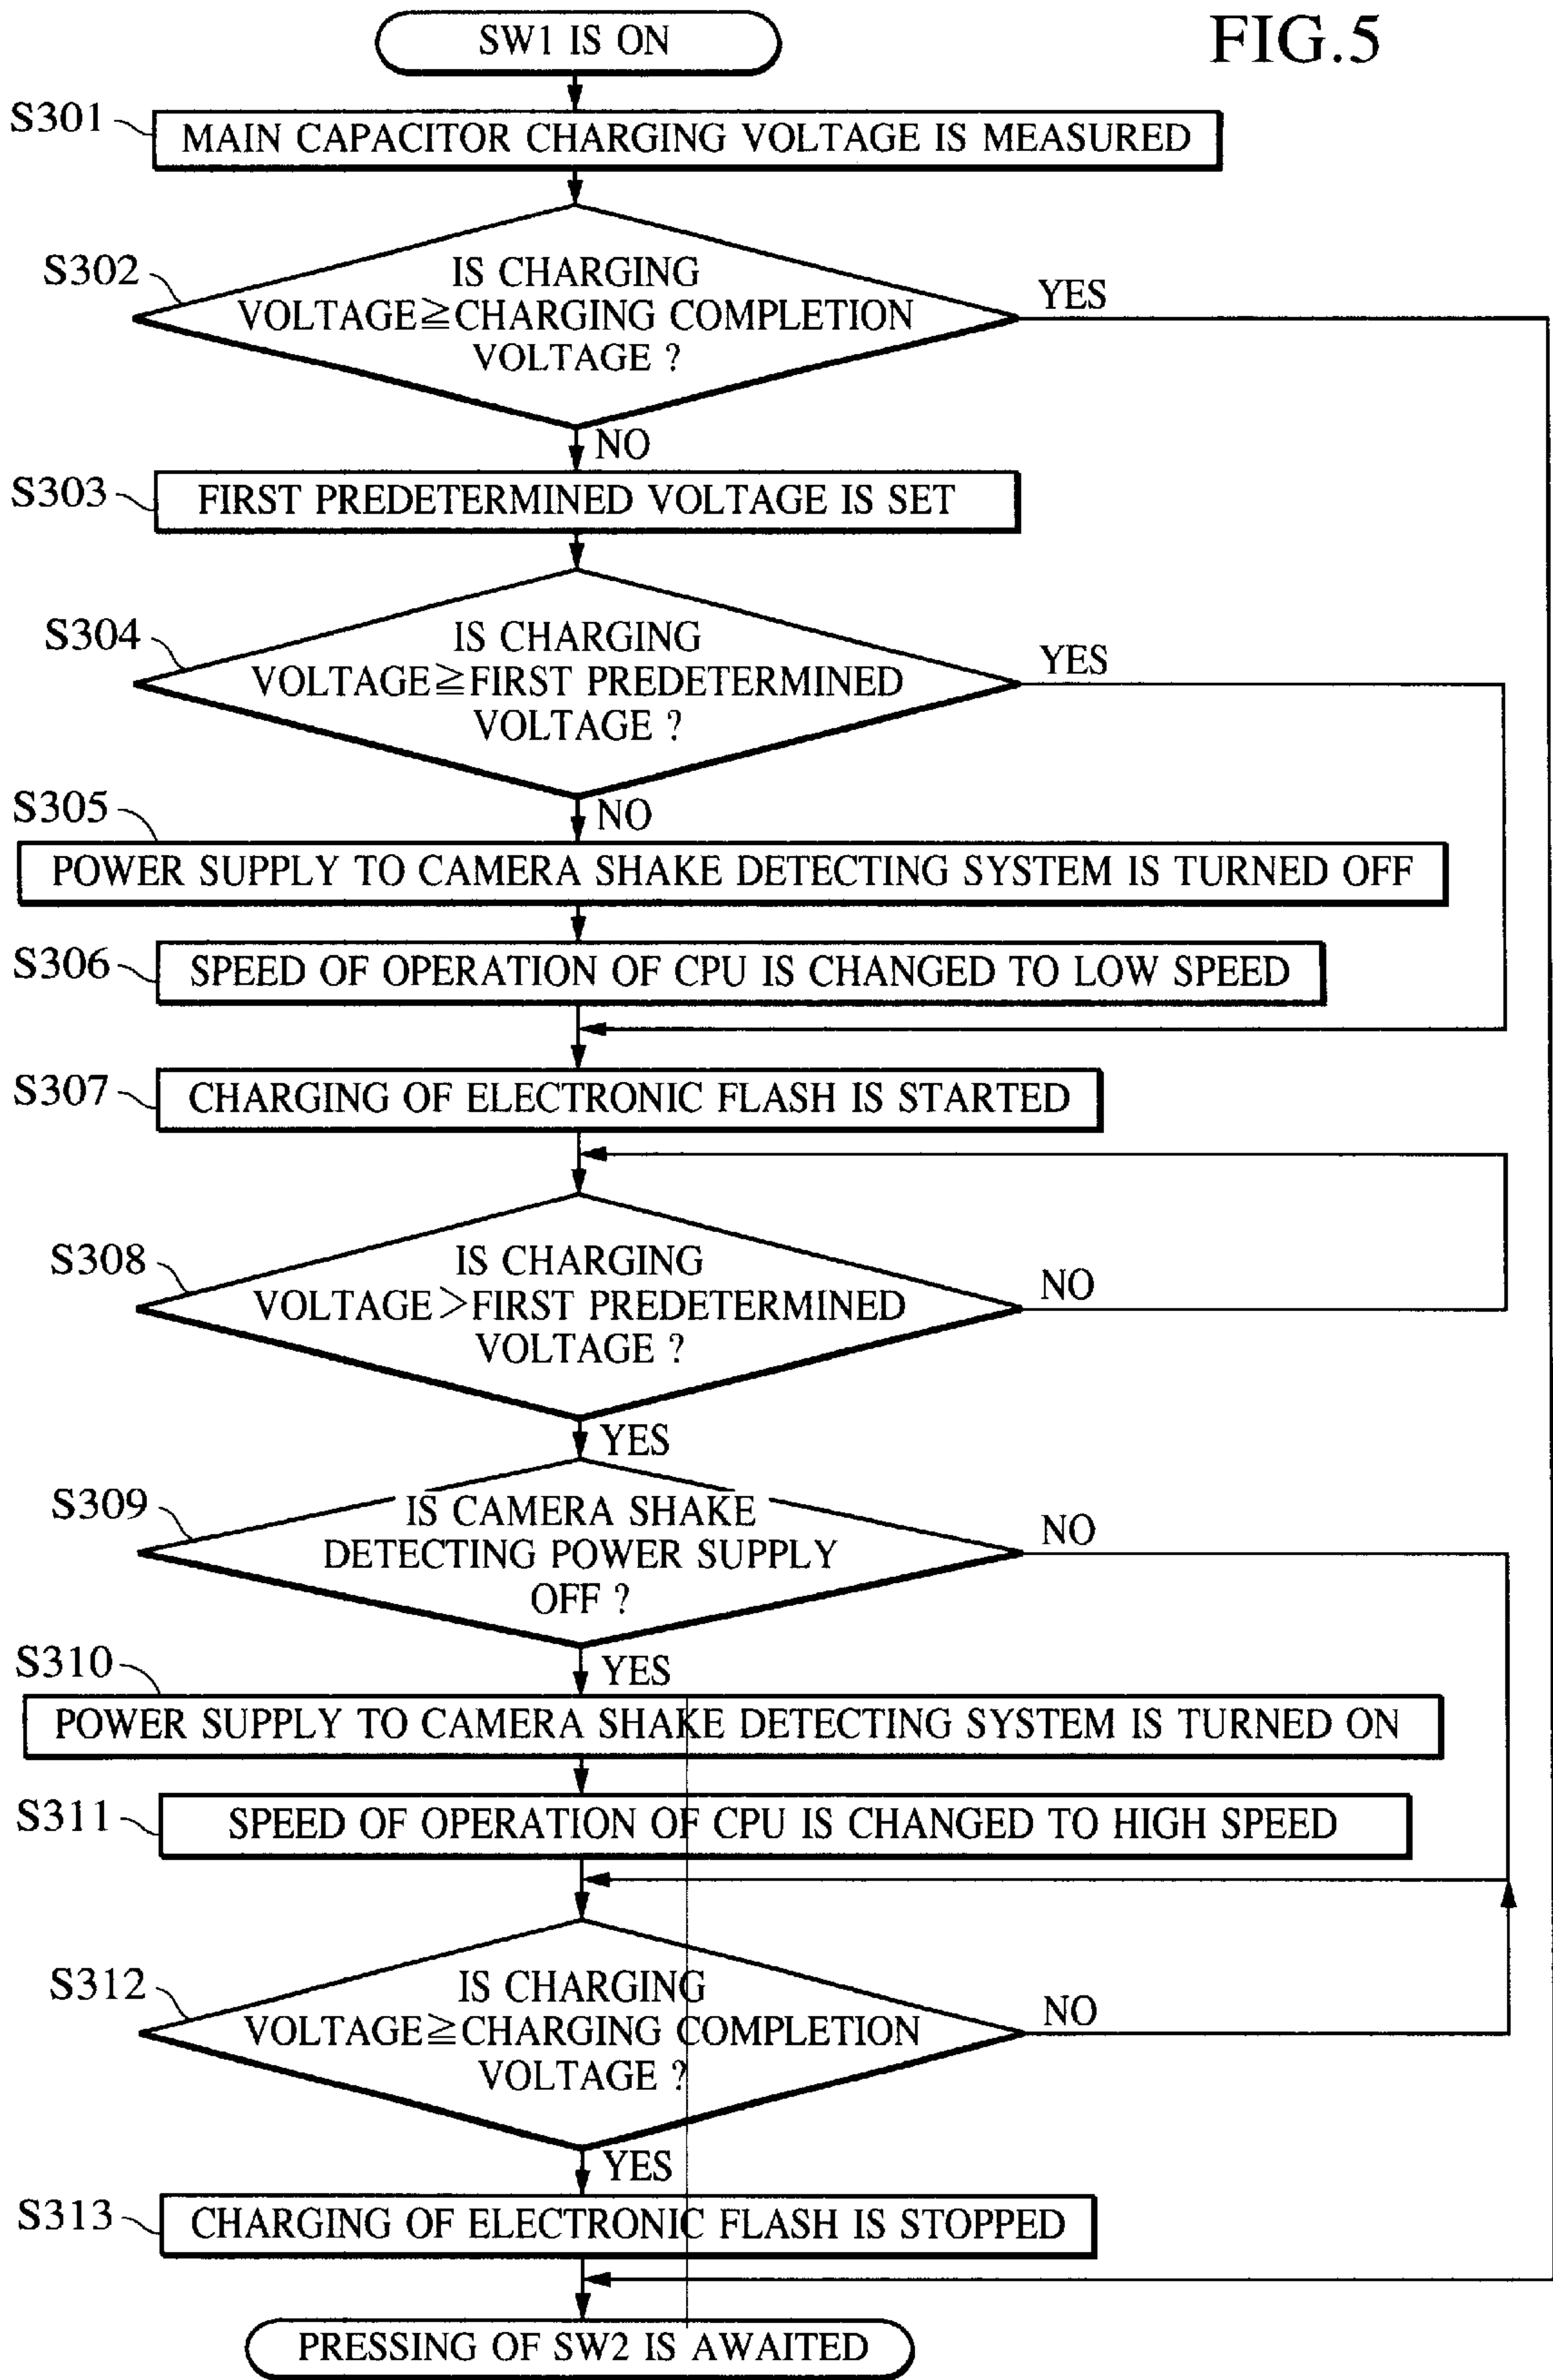 FIG.5
SW1 IS ON
S301
MAIN CAPACITOR CHARGING VOLTAGE IS MEASURED
S302
IS CHARGING
VOLTAGE≧CHARGING COMPLETION
VOLTAGE ?
YES
NO
S303
FIRST PREDETERMINED VOLTAGE IS SET
S304
IS CHARGING
VOLTAGE≧FIRST PREDETERMINED
VOLTAGE ?
YES
NO
S305
POWER SUPPLY TO CAMERA SHAKE DETECTING SYSTEM IS TURNED OFF
S306
SPEED OF OPERATION OF CPU IS CHANGED TO LOW SPEED
S307
CHARGING OF ELECTRONIC FLASH IS STARTED
S308
IS CHARGING
VOLTAGE>FIRST PREDETERMINED
VOLTAGE ?
NO
YES
S309
IS CAMERA SHAKE
DETECTING POWER SUPPLY
OFF ?
NO
YES
S310
POWER SUPPLY TO CAMERA SHAKE DETECTING SYSTEM IS TURNED ON
S311
SPEED OF OPERATION OF CPU IS CHANGED TO HIGH SPEED
S312
IS CHARGING
VOLTAGE≧CHARGING COMPLETION
VOLTAGE ?
NO
YES
S313
CHARGING OF ELECTRONIC FLASH IS STOPPED
PRESSING OF SW2 IS AWAITED